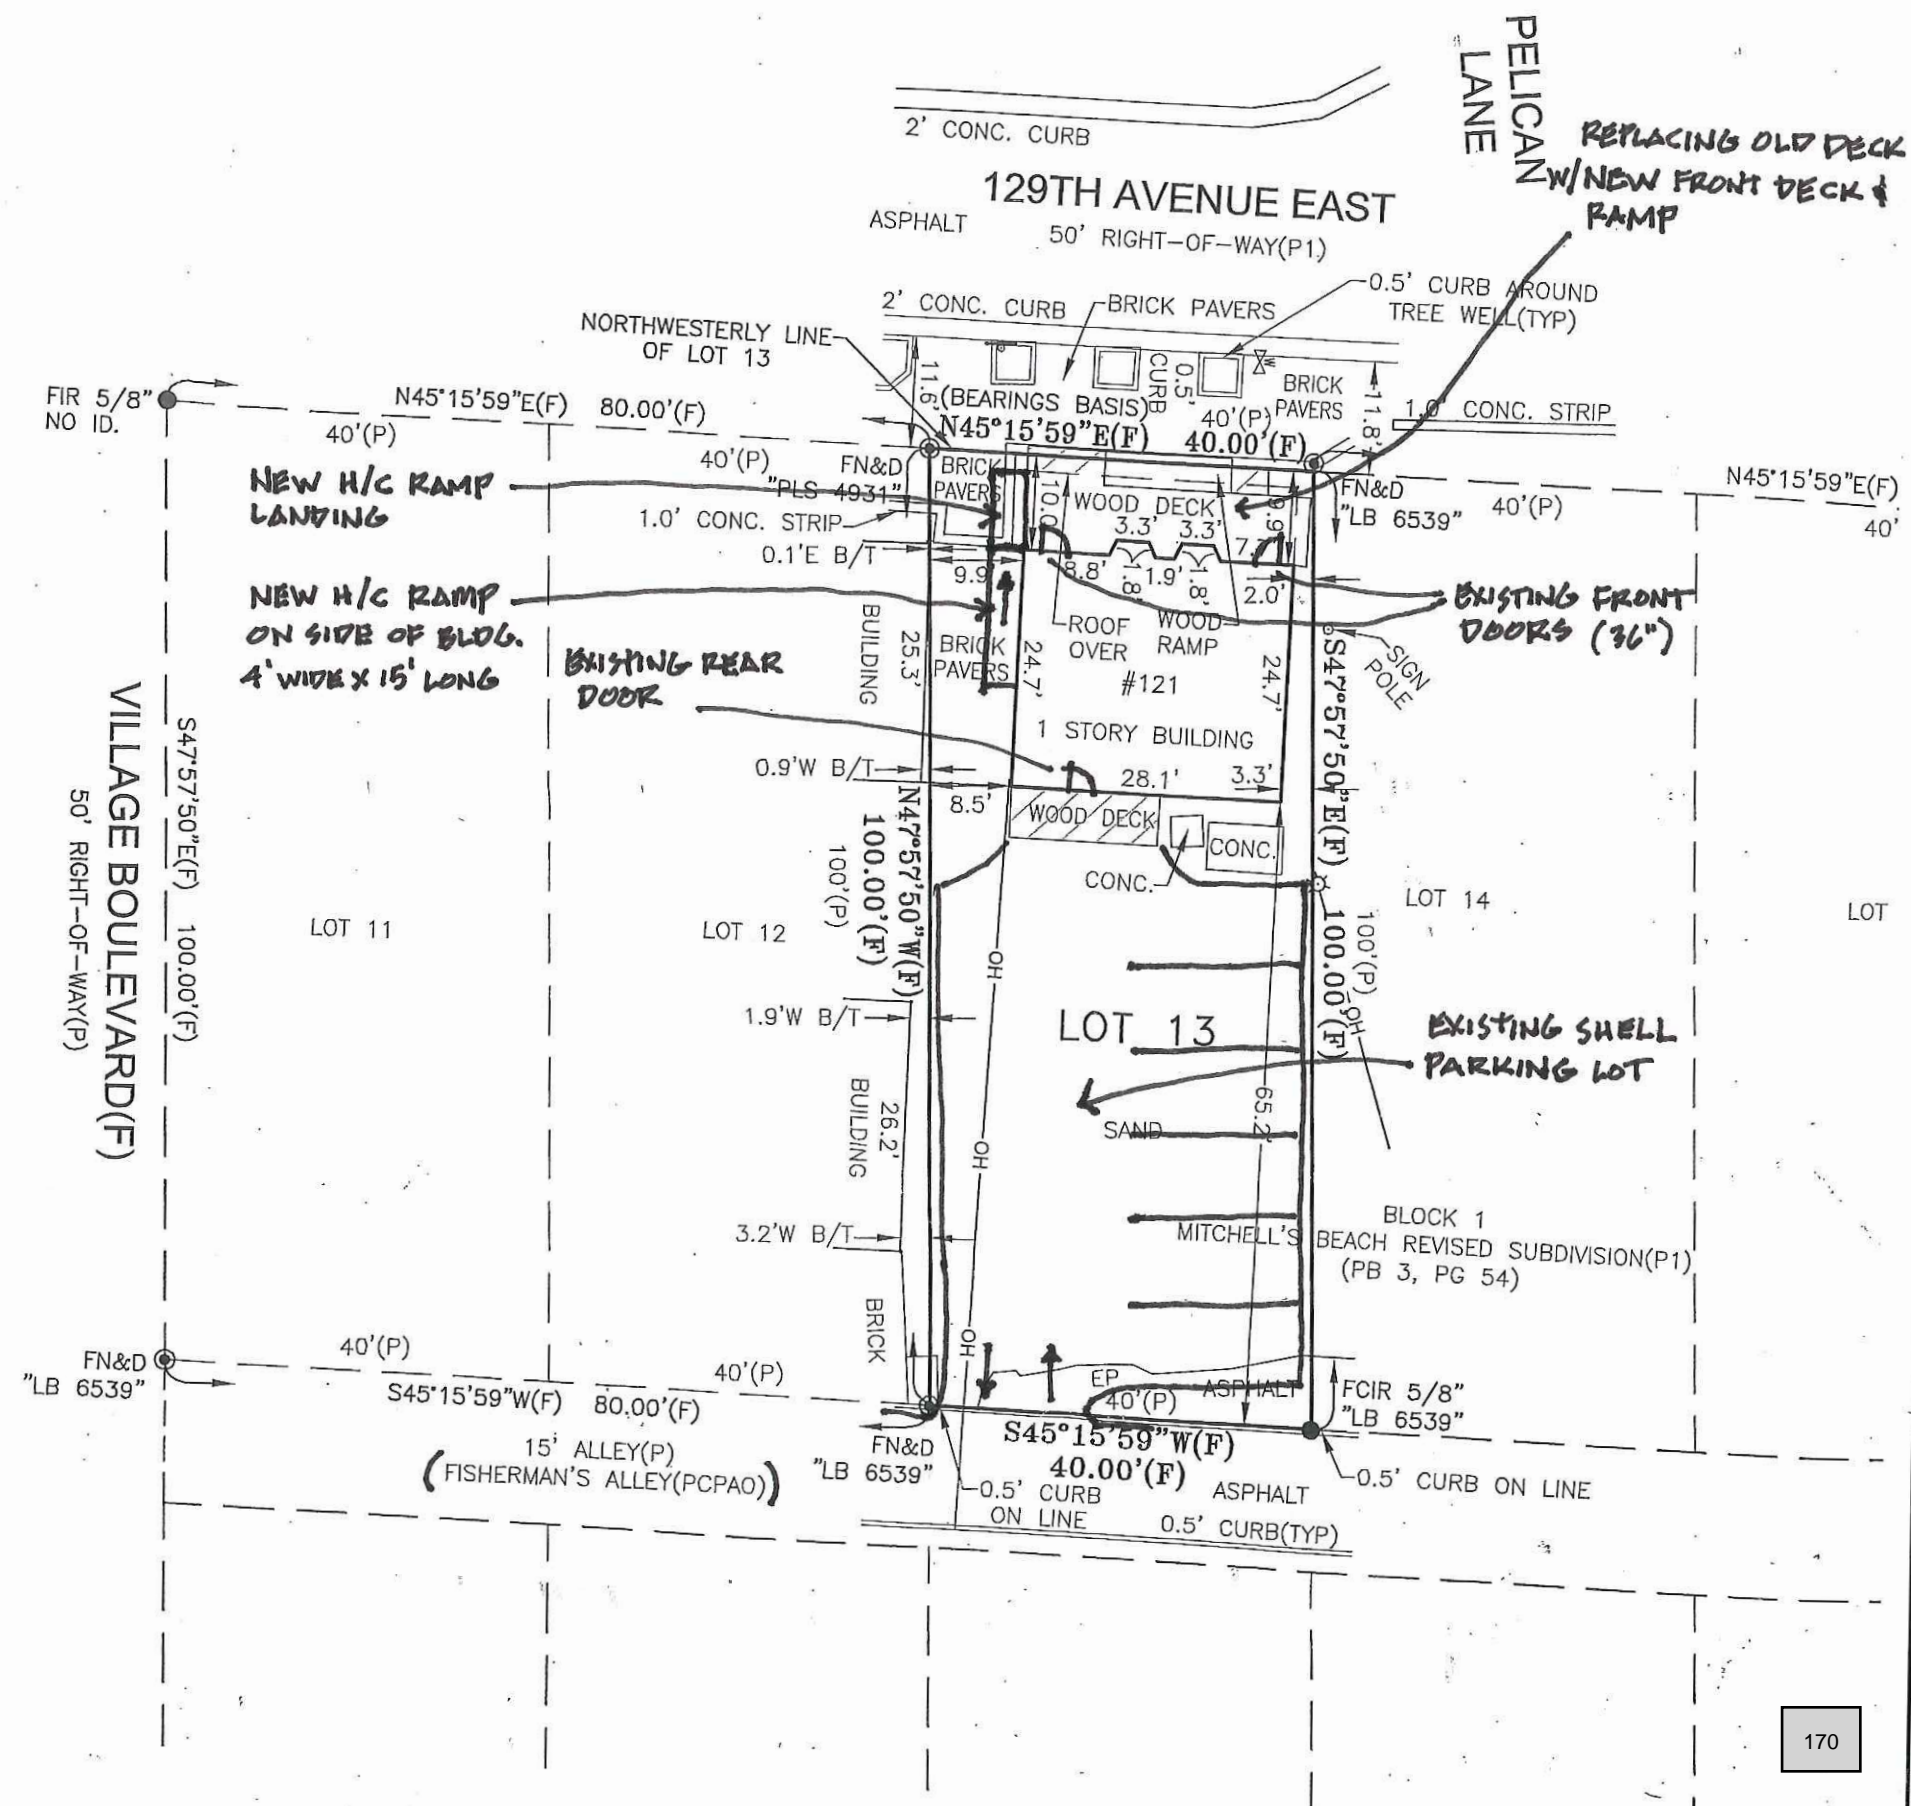 PELICAN
LANE
2' CONC. CURB
REPLACING OLD DECK
W/NEW FRONT DECK &
RAMP
129TH AVENUE EAST
ASPHALT
50' RIGHT-OF-WAY(P1)
0.5' CURB AROUND
TREE WELL(TYP)
2' CONC. CURB
BRICK PAVERS
NORTHWESTERLY LINE
OF LOT 13
11.6'
CURB
0.5'
W
BRICK
PAVERS
11.8'
1.0' CONC. STRIP
FIR 5/8"
NO ID.
N45°15'59"E(F) 80.00'(F)
40'(P)
(BEARINGS BASIS)
40'(P)
N45°15'59"E(F) 40.00'(F)
40'(P)
FN&D
"PLS 4931"
BRICK
PAVERS
NEW H/C RAMP
LANDING
1.0' CONC. STRIP
0.1'E B/T
10.0'
WOOD DECK
3.3' 3.3'
9.9'
FN&D
"LB 6539"
40'(P)
N45°15'59"E(F)
40'
9.9'
8.8'
1.8'
1.9'
1.8'
2.0'
NEW H/C RAMP
ON SIDE OF BLDG.
4' WIDE X 15' LONG
EXISTING REAR
DOOR
BUILDING
25.3'
BRICK
PAVERS
24.7'
ROOF
OVER
WOOD
RAMP
#121
24.7'
1 STORY BUILDING
EXISTING FRONT
DOORS (36")
SIGN
POLE
S47°57'50"E(F) 100.00'(F)
0.9'W B/T
8.5'
28.1'
3.3'
WOOD DECK
CONC.
CONC.
VILLAGE BOULEVARD(F)
50' RIGHT-OF-WAY(P)
S47°57'50"E(F) 100.00'(F)
N47°57'50"W(F)
100.00'(F)
100'(P)
100'(P)
LOT 11
LOT 12
LOT 14
LOT
OH
OH
1.9'W B/T
LOT 13
EXISTING SHELL
PARKING LOT
BUILDING
26.2'
OH
SAND
65.2'
3.2'W B/T
BLOCK 1
MITCHELL'S BEACH REVISED SUBDIVISION(P1)
(PB 3, PG 54)
BRICK
OH
FN&D
"LB 6539"
40'(P)
40'(P)
S45°15'59"W(F) 80.00'(F)
EP
40'(P)
ASPHALT
FCIR 5/8"
"LB 6539"
15' ALLEY(P)
(FISHERMAN'S ALLEY(PCPAO))
FN&D
"LB 6539"
S45°15'59"W(F)
40.00'(F)
0.5' CURB
ON LINE
ASPHALT
0.5' CURB ON LINE
0.5' CURB(TYP)
170